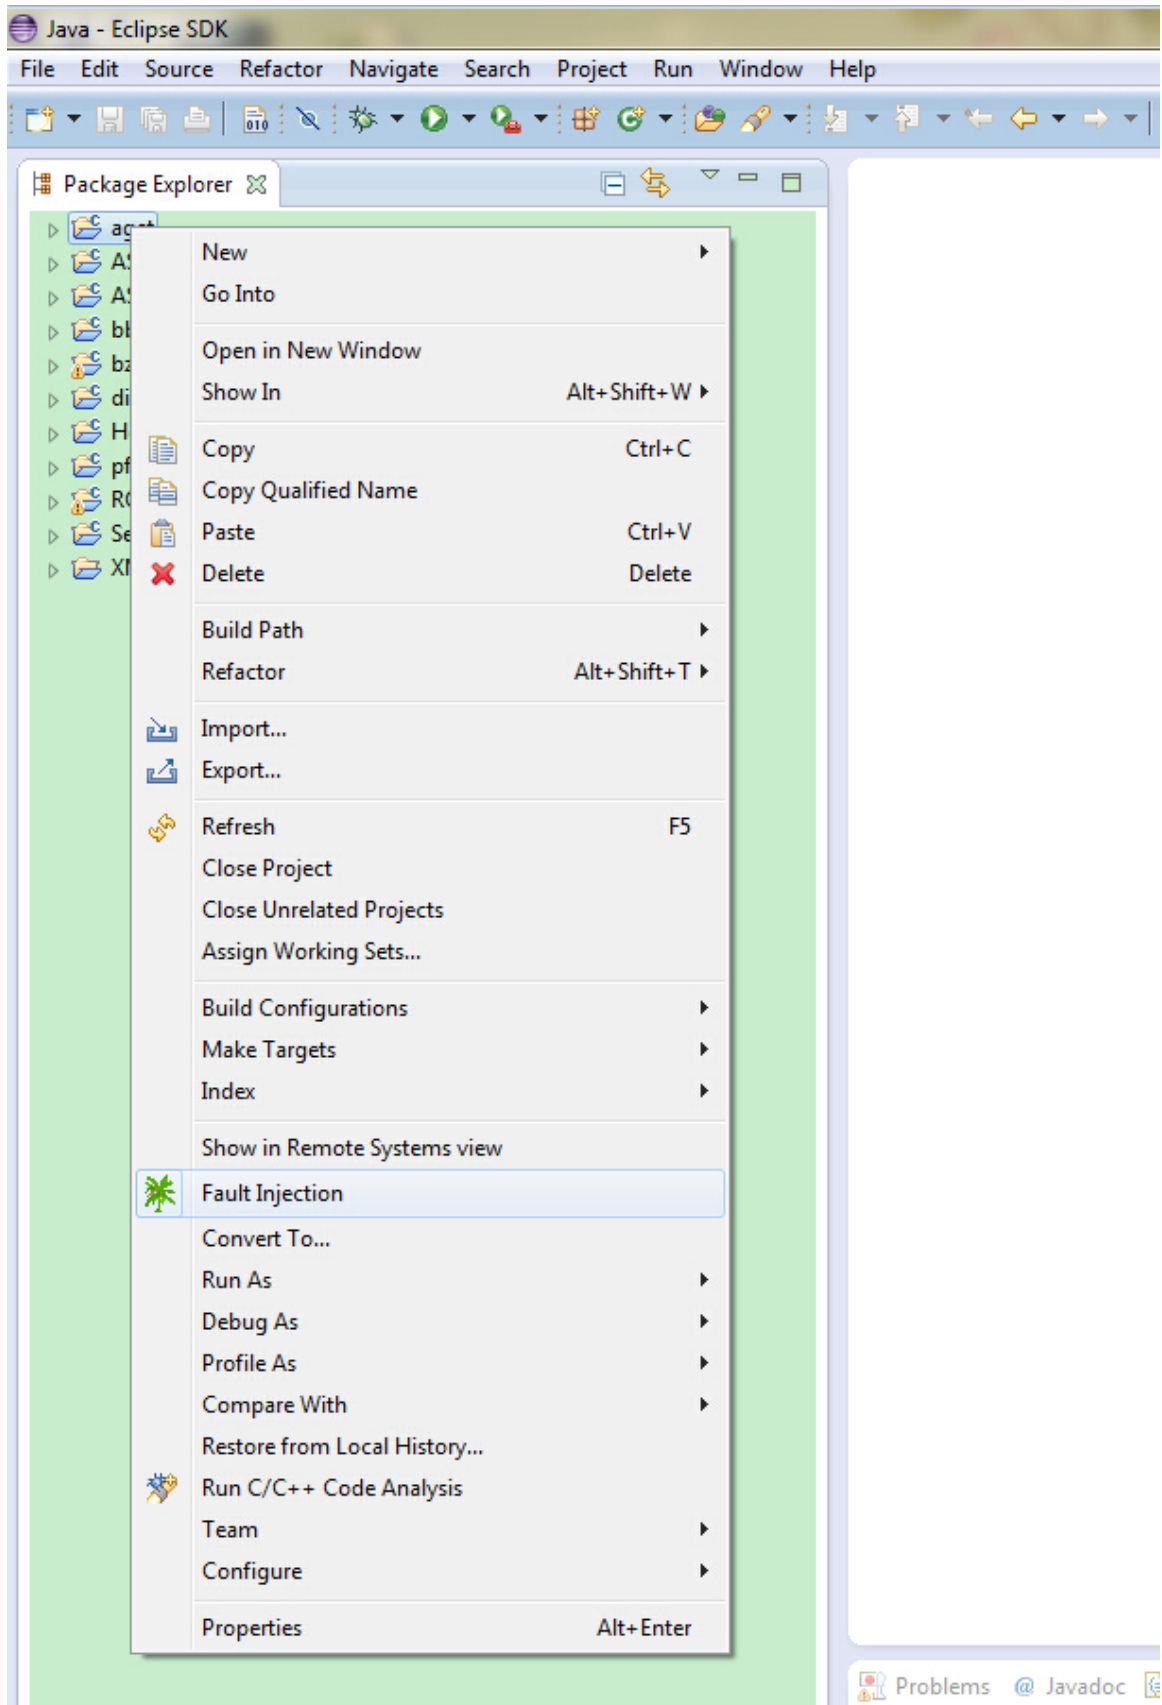 Java - Eclipse SDK
File Edit Source Refactor Navigate Search Project Run Window Help
010
Package Explorer
New
Go Into
Open in New Window
Show In Alt+Shift+W
Copy Ctrl+C
Copy Qualified Name
Paste Ctrl+V
Delete Delete
Build Path
Refactor Alt+Shift+T
Import...
Export...
Refresh F5
Close Project
Close Unrelated Projects
Assign Working Sets...
Build Configurations
Make Targets
Index
Show in Remote Systems view
Fault Injection
Convert To...
Run As
Debug As
Profile As
Compare With
Restore from Local History...
Run C/C++ Code Analysis
Team
Configure
Properties Alt+Enter
Problems @ Javadoc